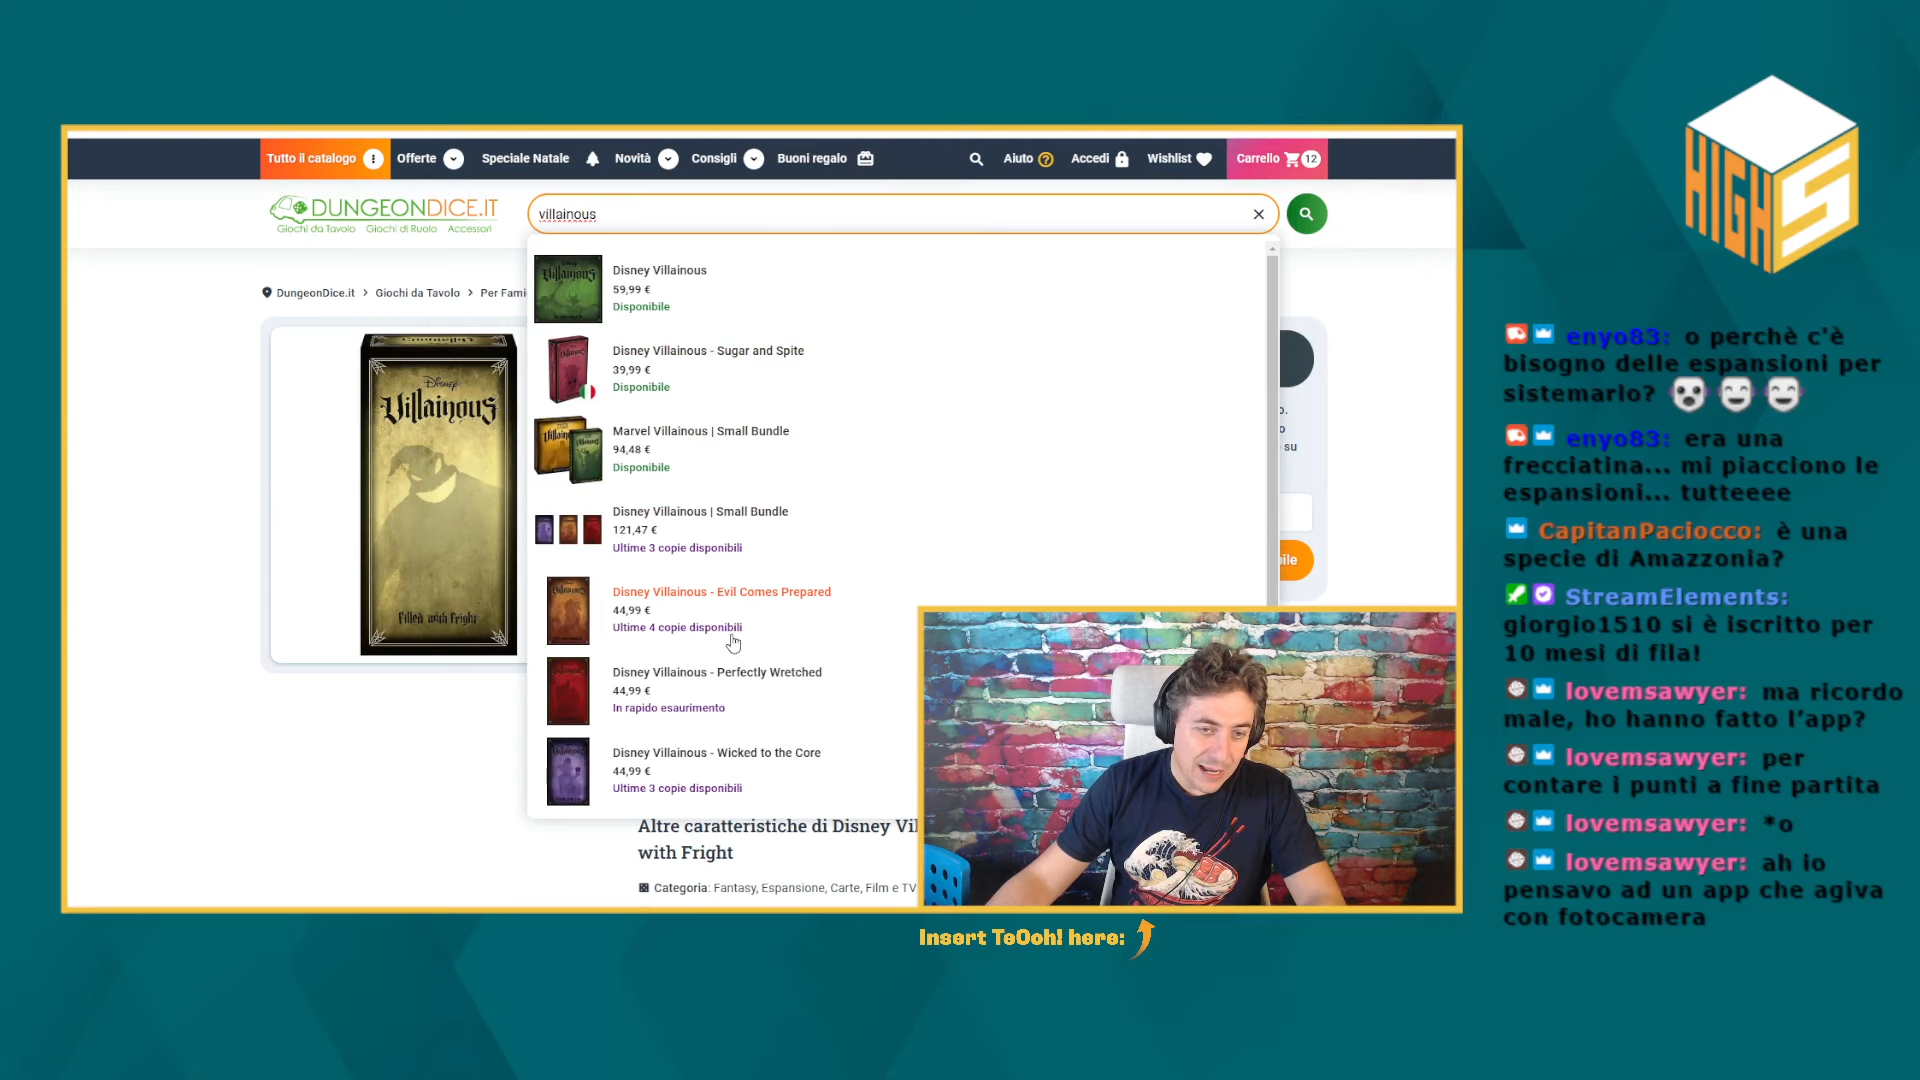 Tutto il catalogo
Offerte
Speciale Natale
Novità
Consigli
Buoni regalo
Aiuto
Accedi
Wishlist
Carrello 12
DUNGEONDICE.IT
Giochi da Tavolo Giochi di Ruolo Accessori
villainous
DungeonDice.it > Giochi da Tavolo > Per Fami
Disney
Villainous
Filled with Fright
Disney Villainous
59,99 €
Disponibile
Disney Villainous - Sugar and Spite
39,99 €
Disponibile
Marvel Villainous | Small Bundle
94,48 €
Disponibile
Disney Villainous | Small Bundle
121,47 €
Ultime 3 copie disponibili
Disney Villainous - Evil Comes Prepared
44,99 €
Ultime 4 copie disponibili
Disney Villainous - Perfectly Wretched
44,99 €
In rapido esaurimento
Disney Villainous - Wicked to the Core
44,99 €
Ultime 3 copie disponibili
su
Altre caratteristiche di Disney Vil
with Fright
Categoria: Fantasy, Espansione, Carte, Film e TV
Insert TeOoh! here:
HIGH 5
enyo83: o perchè c'è
bisogno delle espansioni per
sistemarlo?
enyo83: era una
frecciatina... mi piacciono le
espansioni... tutteeee
CapitanPaciocco: è una
specie di Amazzonia?
StreamElements:
giorgio1510 si è iscritto per
10 mesi di fila!
lovemsawyer: ma ricordo
male, ho hanno fatto l'app?
lovemsawyer: per
contare i punti a fine partita
lovemsawyer: *o
lovemsawyer: ah io
pensavo ad un app che agiva
con fotocamera